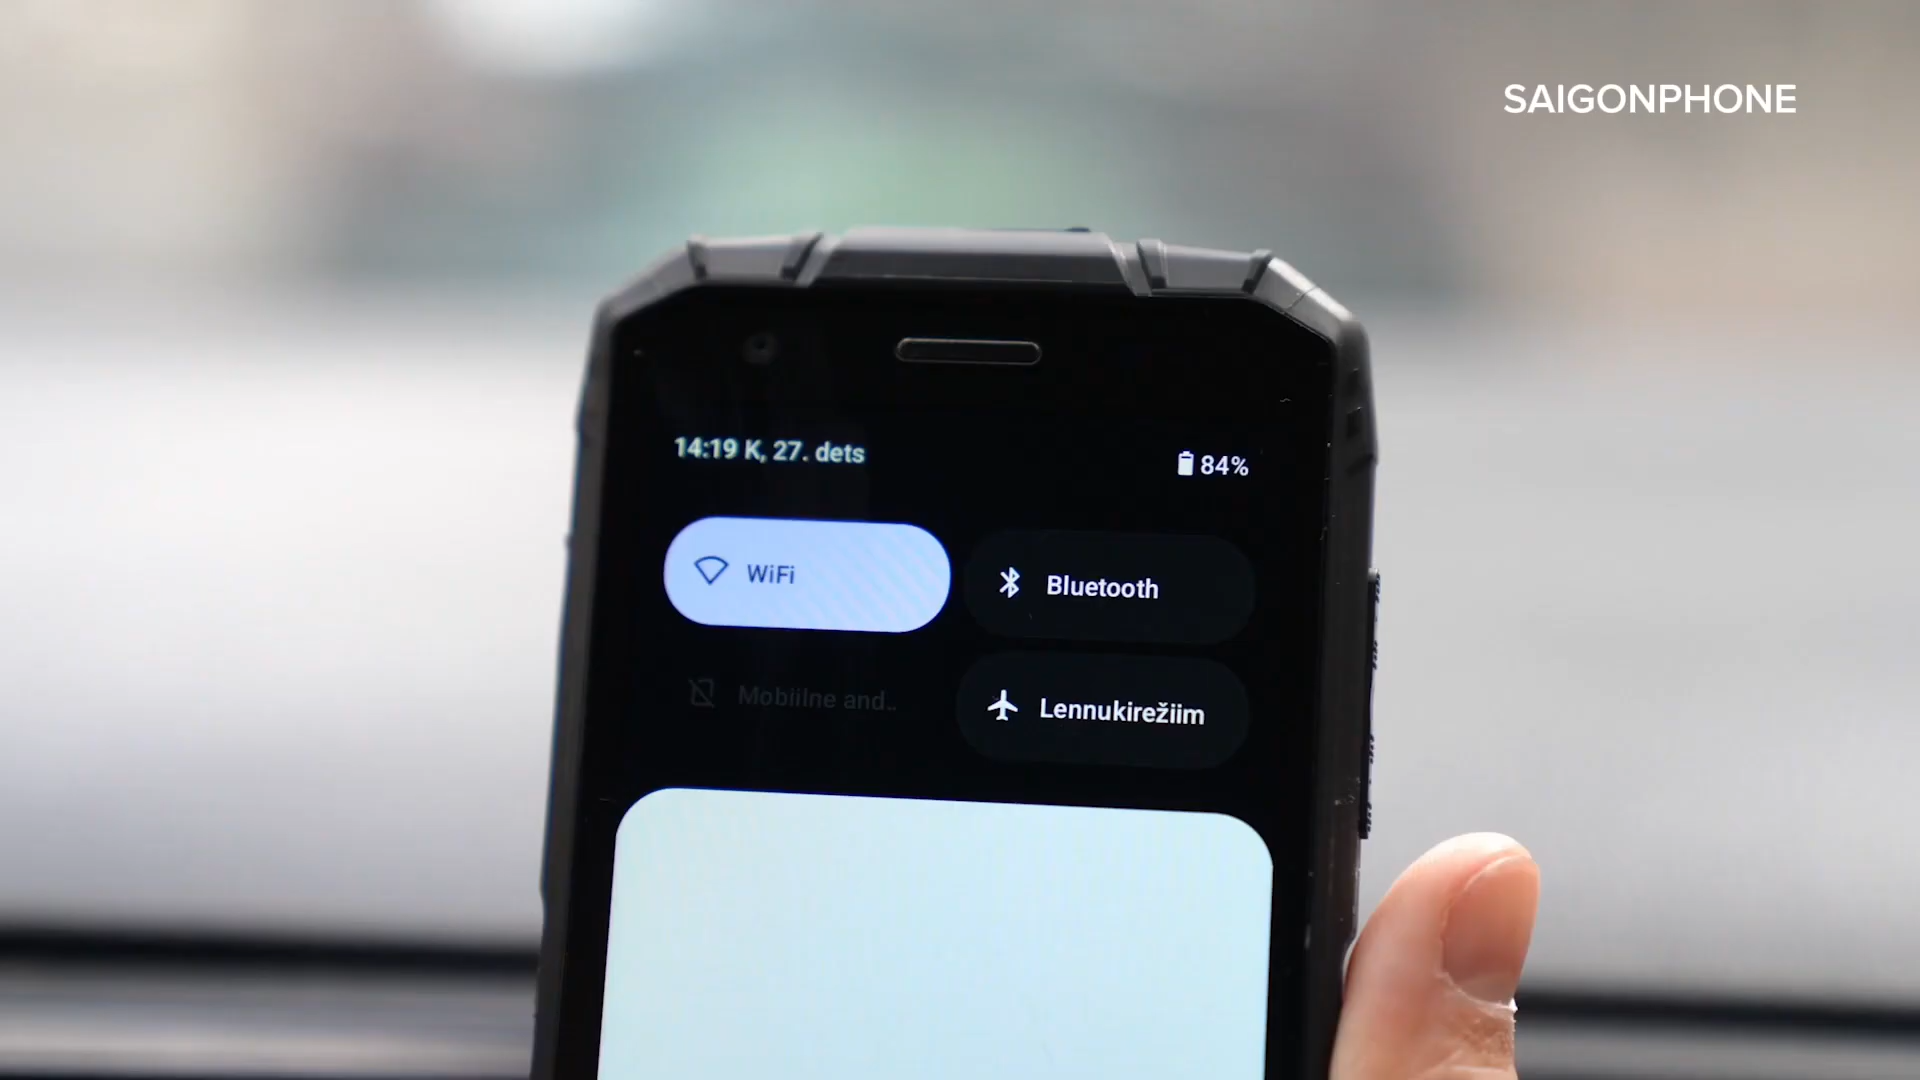 SAIGONPHONE
14:19 K, 27. dets
84%
WiFi
Bluetooth
Mobiilne and..
Lennukirežiim